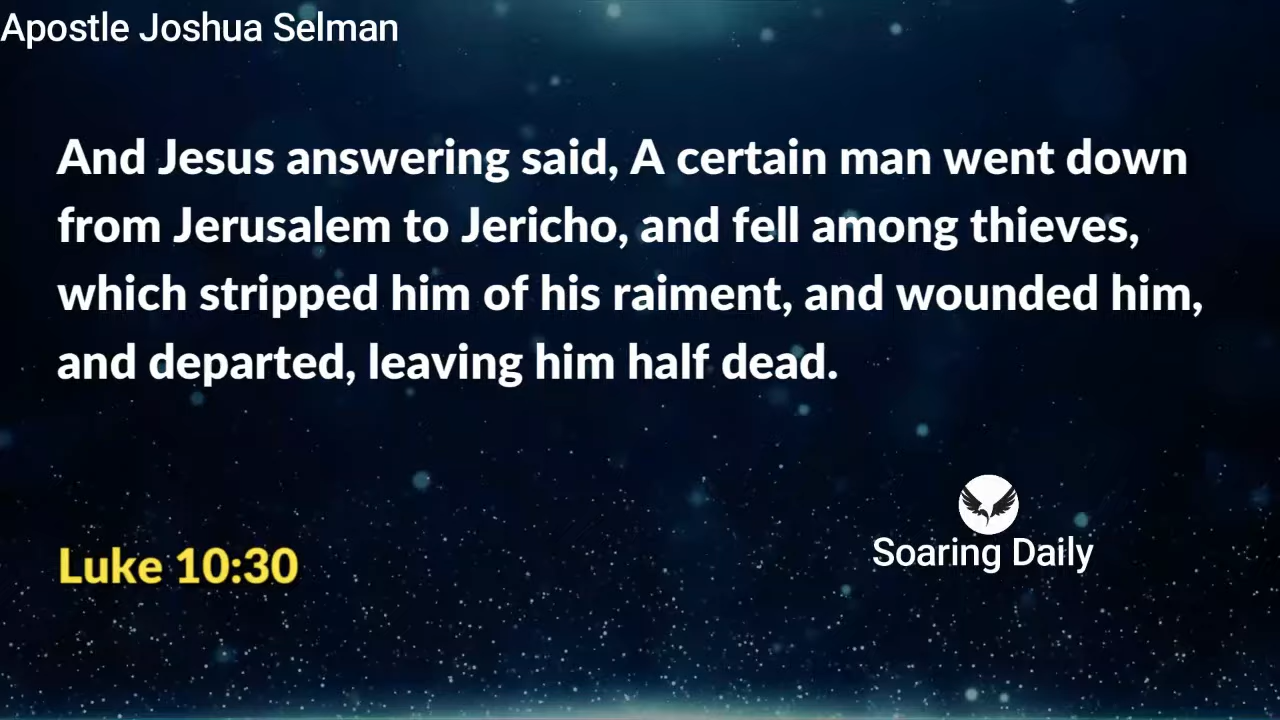 Apostle Joshua Selman
And Jesus answering said, A certain man went down
from Jerusalem to Jericho, and fell among thieves,
which stripped him of his raiment, and wounded him,
and departed, leaving him half dead.
Luke 10:30
Soaring Daily